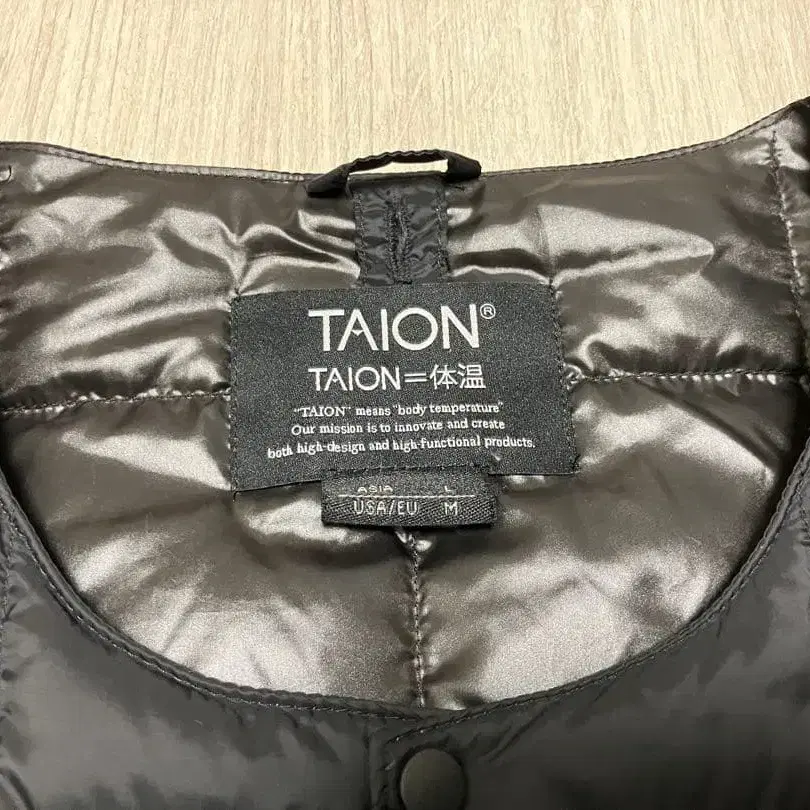 TAION®
TAION=体温
"TAION" means "body temperature"
Our mission is to innovate and create
both high-design and high-functional products.
ASIA L
USA/EU M